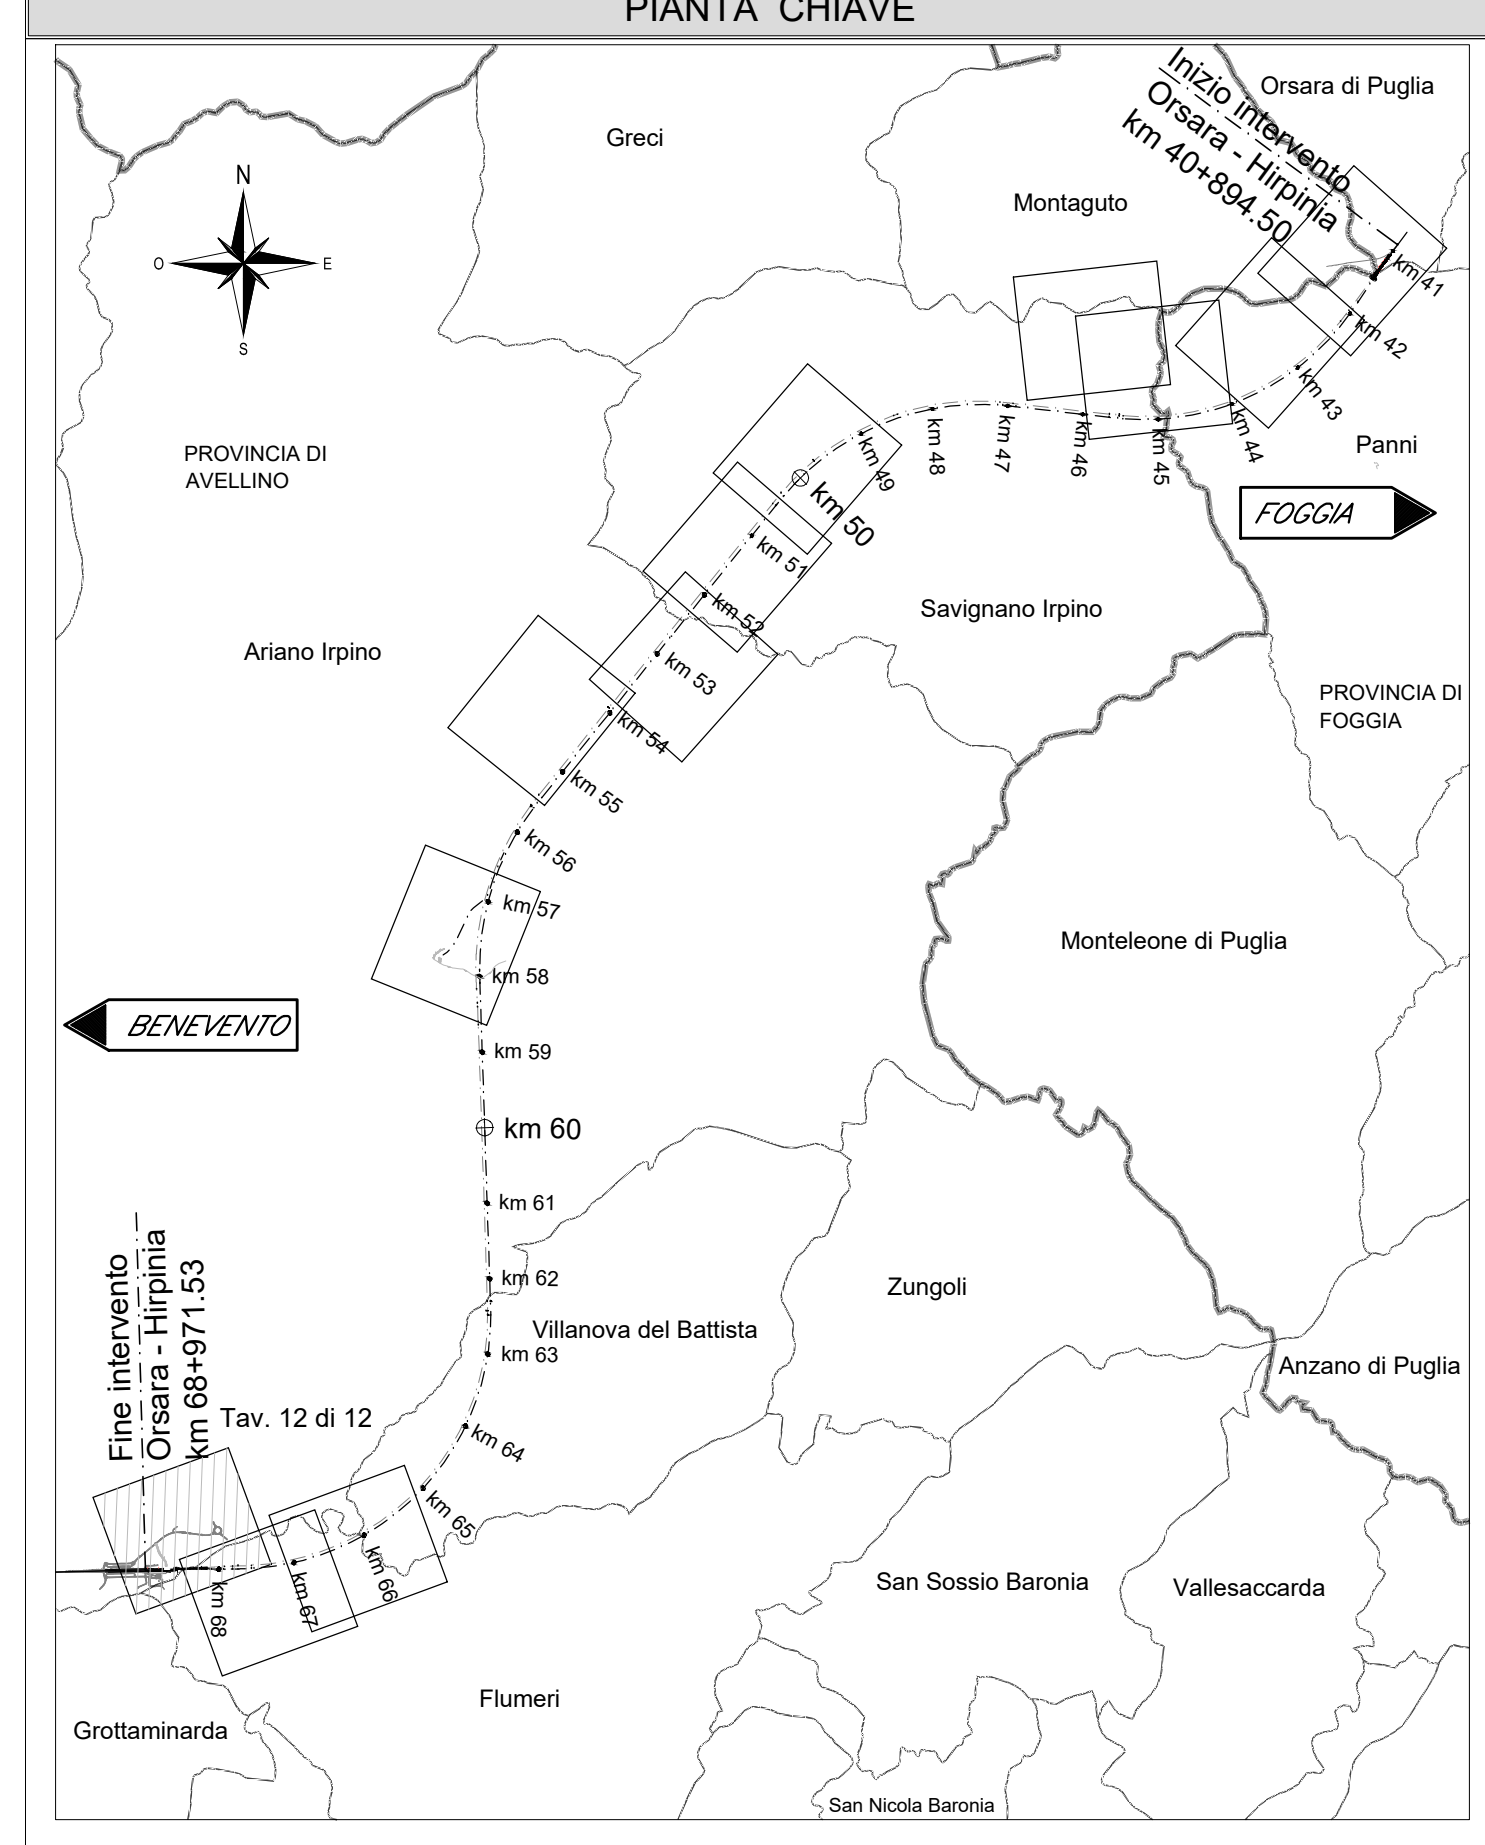 PIANTA CHIAVE
Inizio intervento
Orsara - Hirpinia
km 40+894.50
Orsara di Puglia
Greci
Montaguto
N
O
E
S
km 41
km 42
km 43
km 44
km 45
km 46
km 47
km 48
km 49
km 50
Panni
FOGGIA
PROVINCIA DI
AVELLINO
km 51
km 52
km 53
km 54
km 55
km 56
km 57
km 58
km 59
km 60
km 61
km 62
km 63
km 64
km 65
km 66
km 67
km 68
Savignano Irpino
Ariano Irpino
PROVINCIA DI
FOGGIA
Monteleone di Puglia
BENEVENTO
Zungoli
Villanova del Battista
Anzano di Puglia
Fine intervento
Orsara - Hirpinia
km 68+971.53
Tav. 12 di 12
San Sossio Baronia
Vallesaccarda
Flumeri
Grottaminarda
San Nicola Baronia